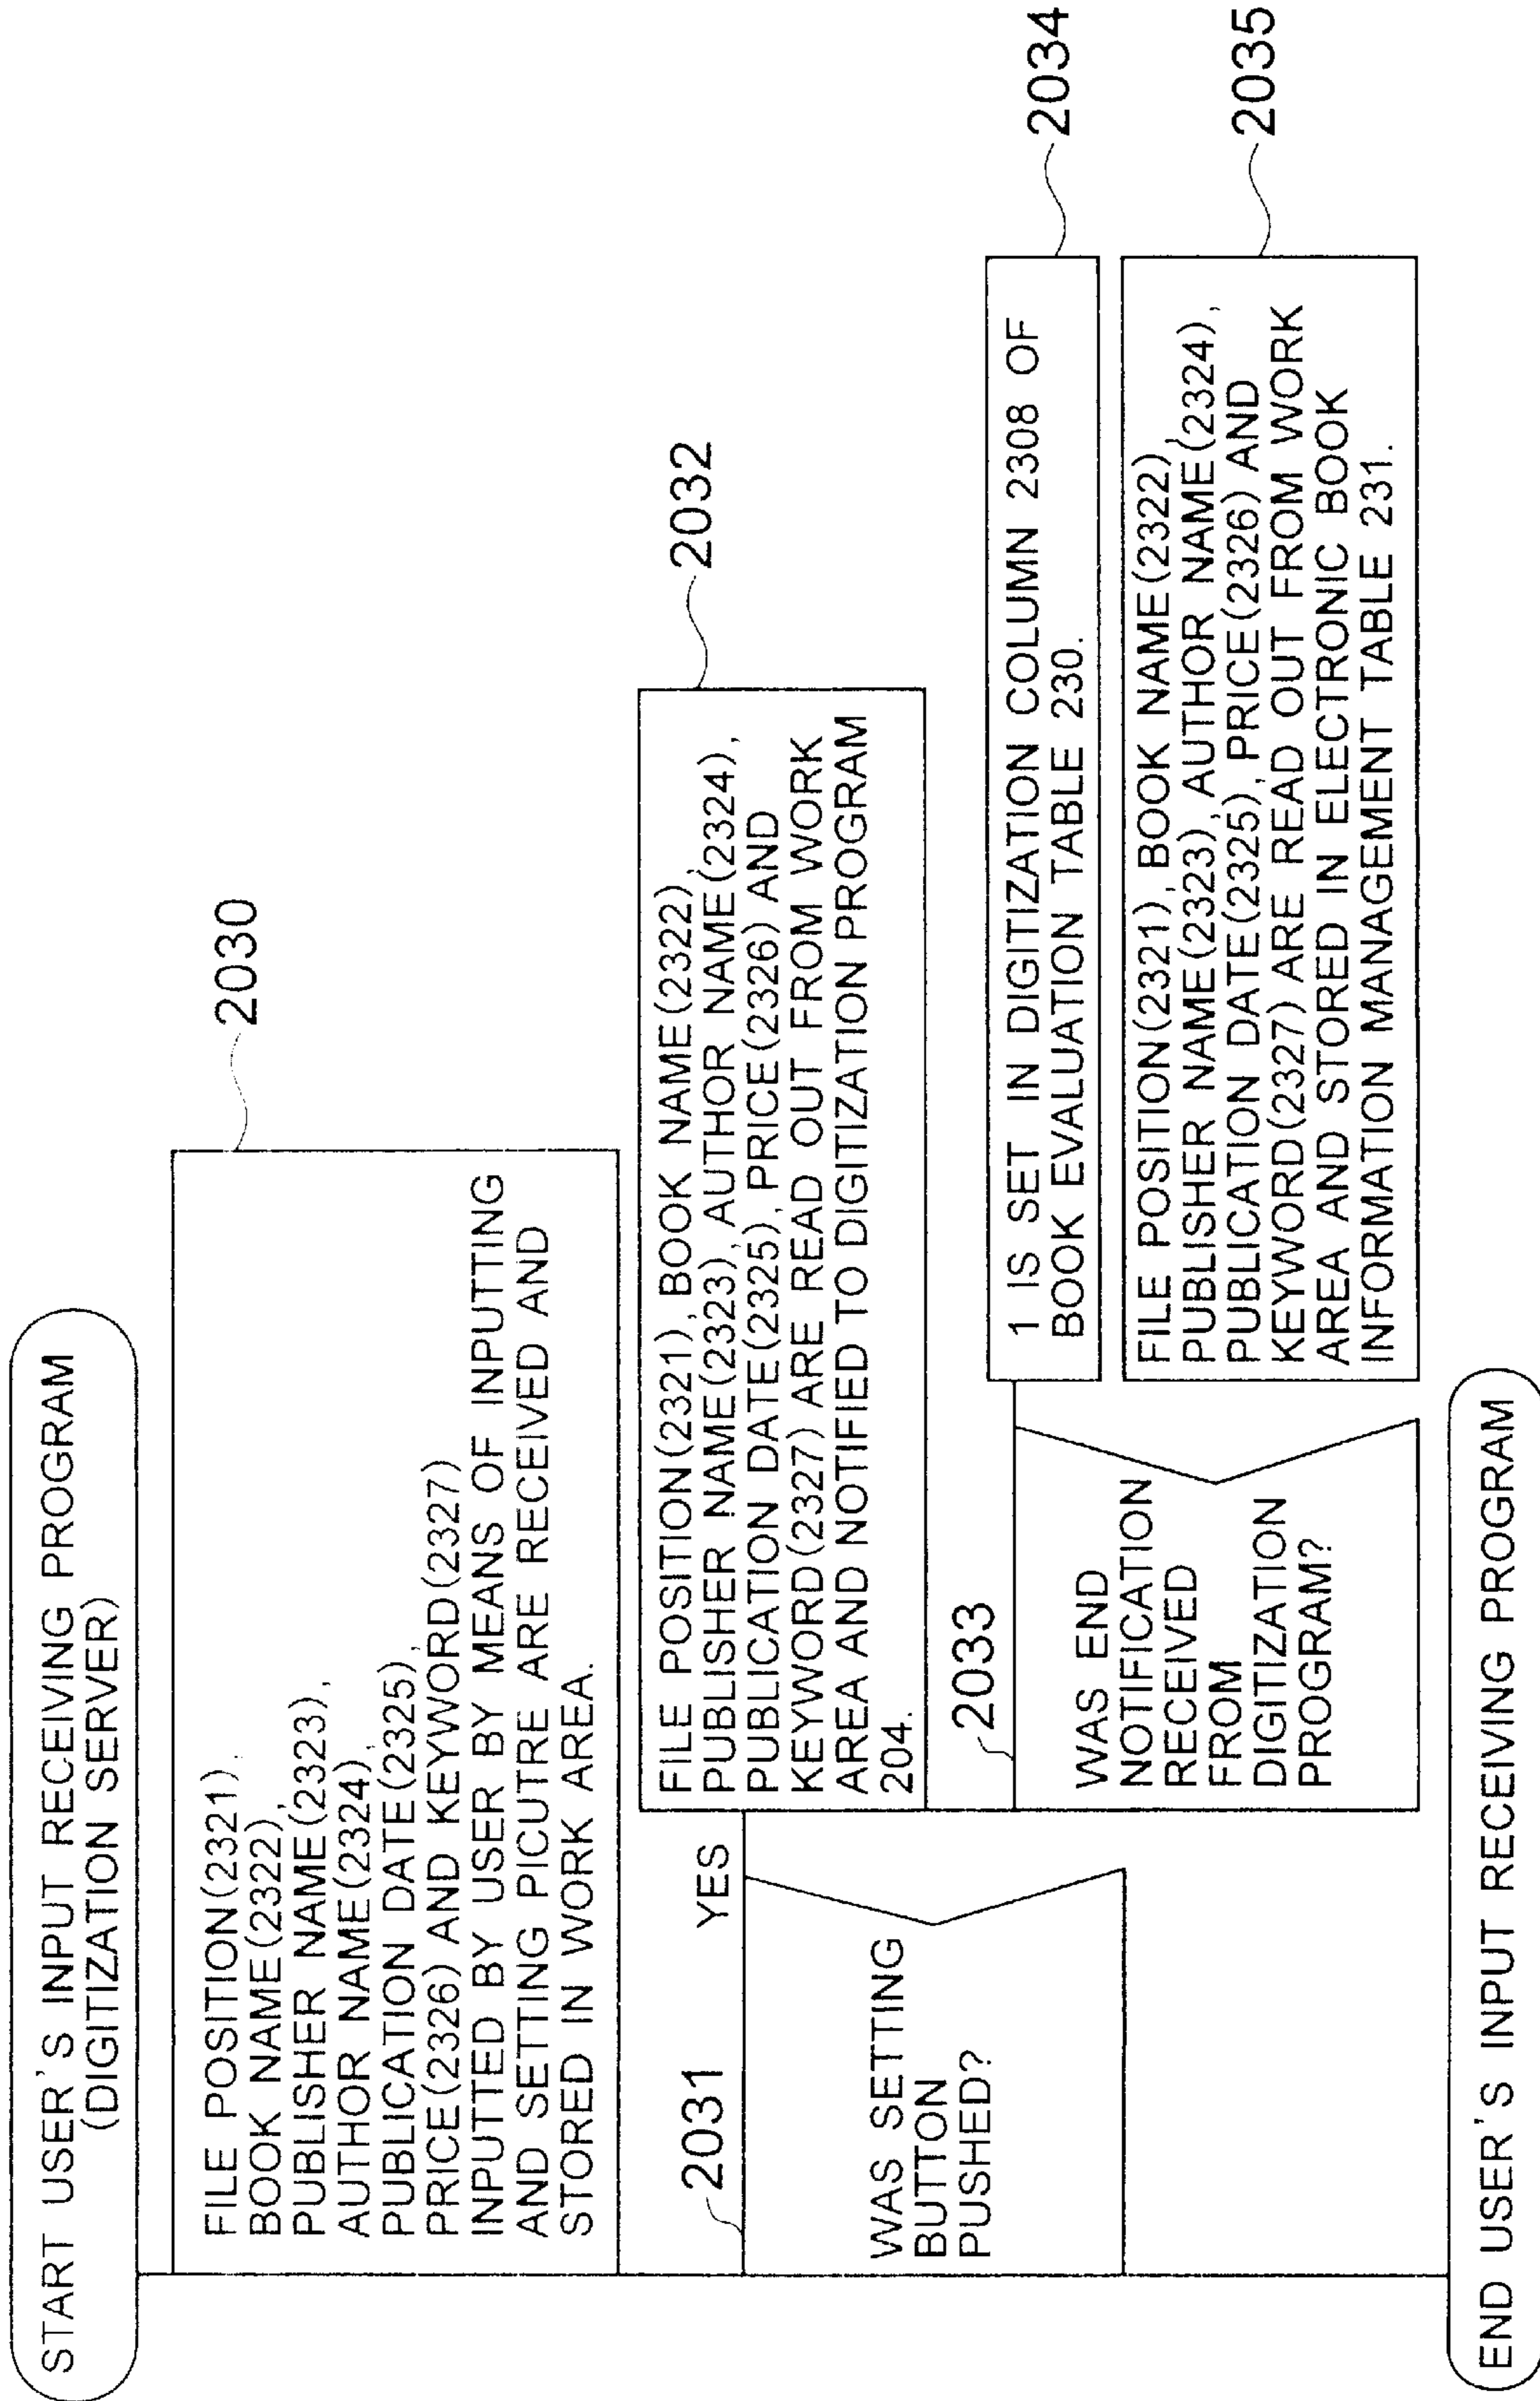 START USER'S INPUT RECEIVING PROGRAM
(DIGITIZATION SERVER)
2030
FILE POSITION(2321),
BOOK NAME(2322),
PUBLISHER NAME(2323),
AUTHOR NAME(2324),
PUBLICATION DATE(2325),
PRICE(2326) AND KEYWORD(2327)
INPUTTED BY USER BY MEANS OF INPUTTING
AND SETTING PICUTRE ARE RECEIVED AND
STORED IN WORK AREA.
2031
YES
WAS SETTING
BUTTON
PUSHED?
2032
FILE POSITION(2321), BOOK NAME(2322),
PUBLISHER NAME(2323), AUTHOR NAME(2324),
PUBLICATION DATE(2325), PRICE(2326) AND
KEYWORD(2327) ARE READ OUT FROM WORK
AREA AND NOTIFIED TO DIGITIZATION PROGRAM
204.
2033
WAS END
NOTIFICATION
RECEIVED
FROM
DIGITIZATION
PROGRAM?
2034
1 IS SET IN DIGITIZATION COLUMN 2308 OF
BOOK EVALUATION TABLE 230.
2035
FILE POSITION(2321), BOOK NAME(2322),
PUBLISHER NAME(2323), AUTHOR NAME(2324),
PUBLICATION DATE(2325), PRICE(2326) AND
KEYWORD(2327) ARE READ OUT FROM WORK
AREA AND STORED IN ELECTRONIC BOOK
INFORMATION MANAGEMENT TABLE 231.
END USER'S INPUT RECEIVING PROGRAM